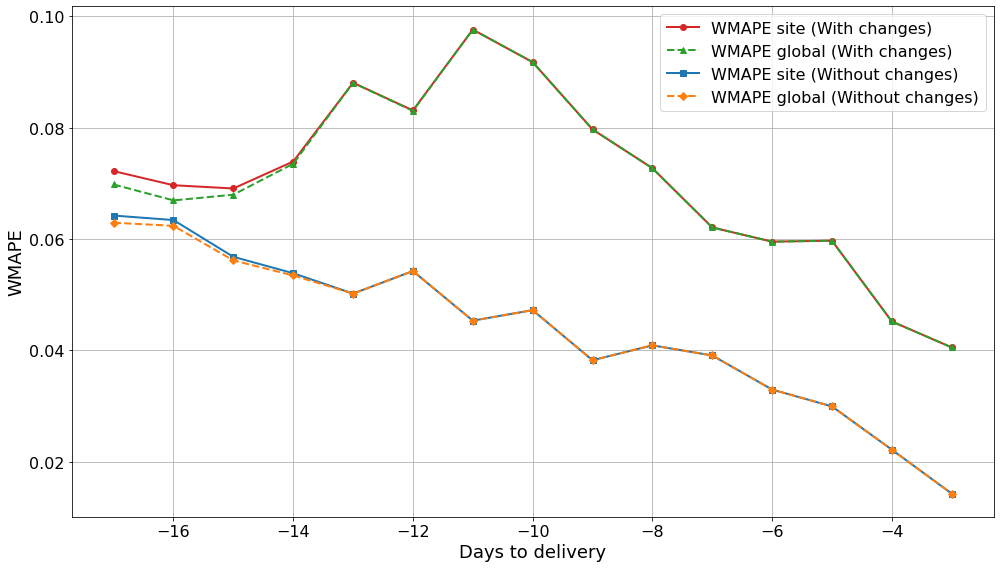 WMAPE site (With changes)
WMAPE global (With changes)
WMAPE site (Without changes)
WMAPE global (Without changes)
0.10
0.08
0.06
0.04
0.02
WMAPE
−16
−14
−12
−10
−8
−6
−4
Days to delivery